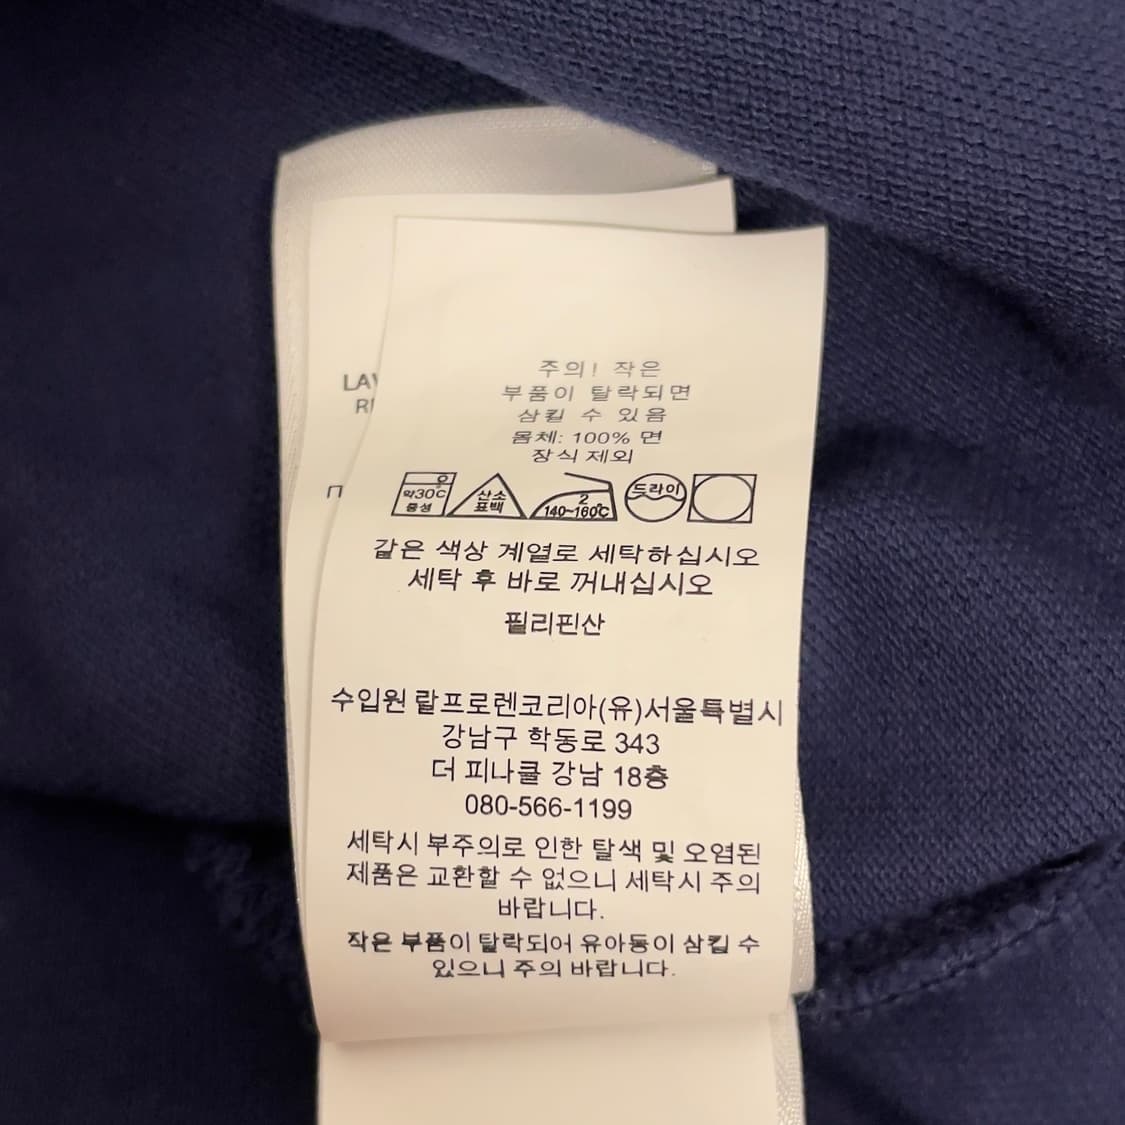 주의! 작은
부품이 탈락되면
삼킬 수 있음
몸체: 100% 면
장식 제외
약30℃
중성
산소
표백
2
140~160℃
드라이
같은 색상 계열로 세탁하십시오
세탁 후 바로 꺼내십시오
필리핀산
수입원 랄프로렌코리아(유)서울특별시
강남구 학동로 343
더 피나클 강남 18층
080-566-1199
세탁시 부주의로 인한 탈색 및 오염된
제품은 교환할 수 없으니 세탁시 주의
바랍니다.
작은 부품이 탈락되어 유아동이 삼킬 수
있으니 주의 바랍니다.
LAV